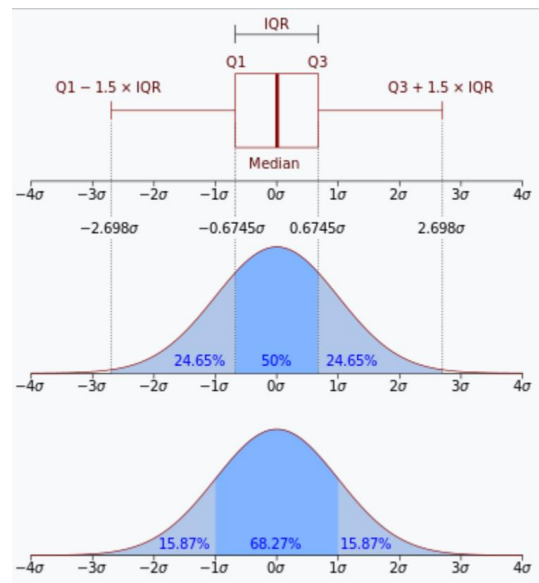 IQR
Q1 Q3
Q1 − 1.5 × IQR Q3 + 1.5 × IQR
Median
−4σ −3σ −2σ −1σ 0σ 1σ 2σ 3σ 4σ
−2.698σ −0.6745σ 0.6745σ 2.698σ
24.65% 50% 24.65%
−4σ −3σ −2σ −1σ 0σ 1σ 2σ 3σ 4σ
15.87% 68.27% 15.87%
−4σ −3σ −2σ −1σ 0σ 1σ 2σ 3σ 4σ